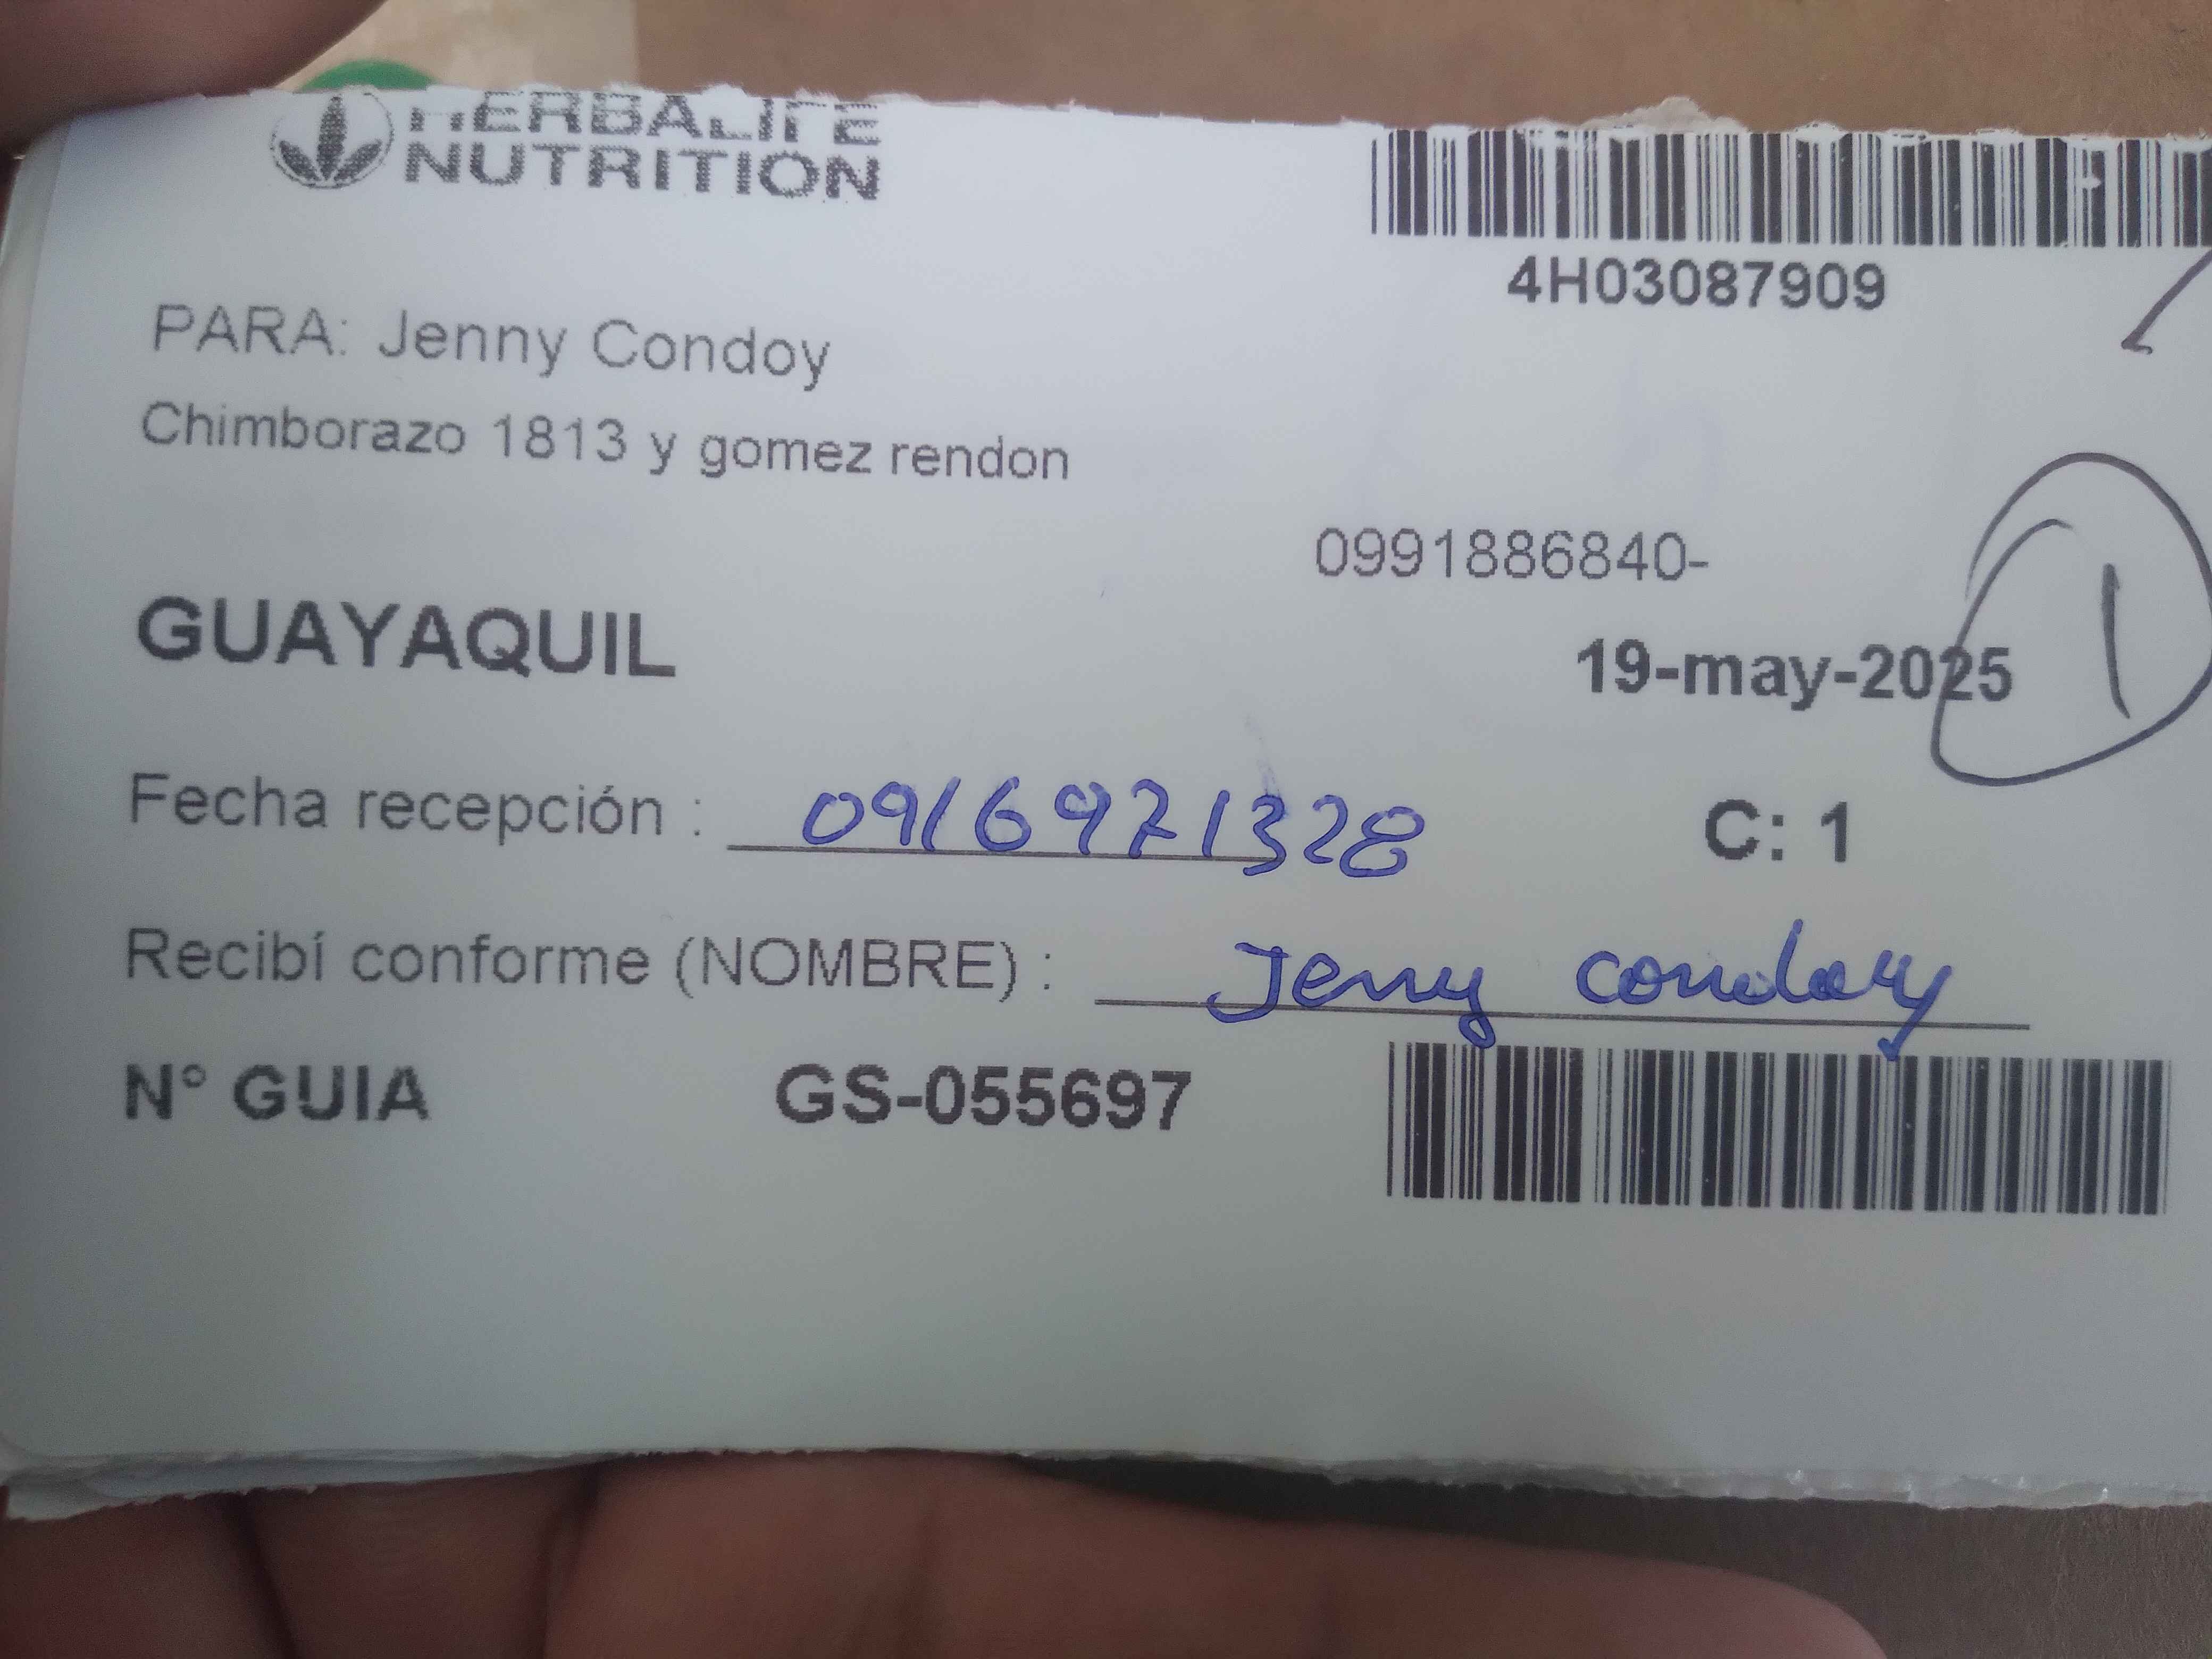 HERBALIFE
NUTRITION
4H03087909
PARA: Jenny Condoy
Chimborazo 1813 y gomez rendon
0991886840-
GUAYAQUIL
19-may-2025
1
Fecha recepción : 0916971328
C: 1
Recibí conforme (NOMBRE) : Jenny Condoy
N° GUIA GS-055697